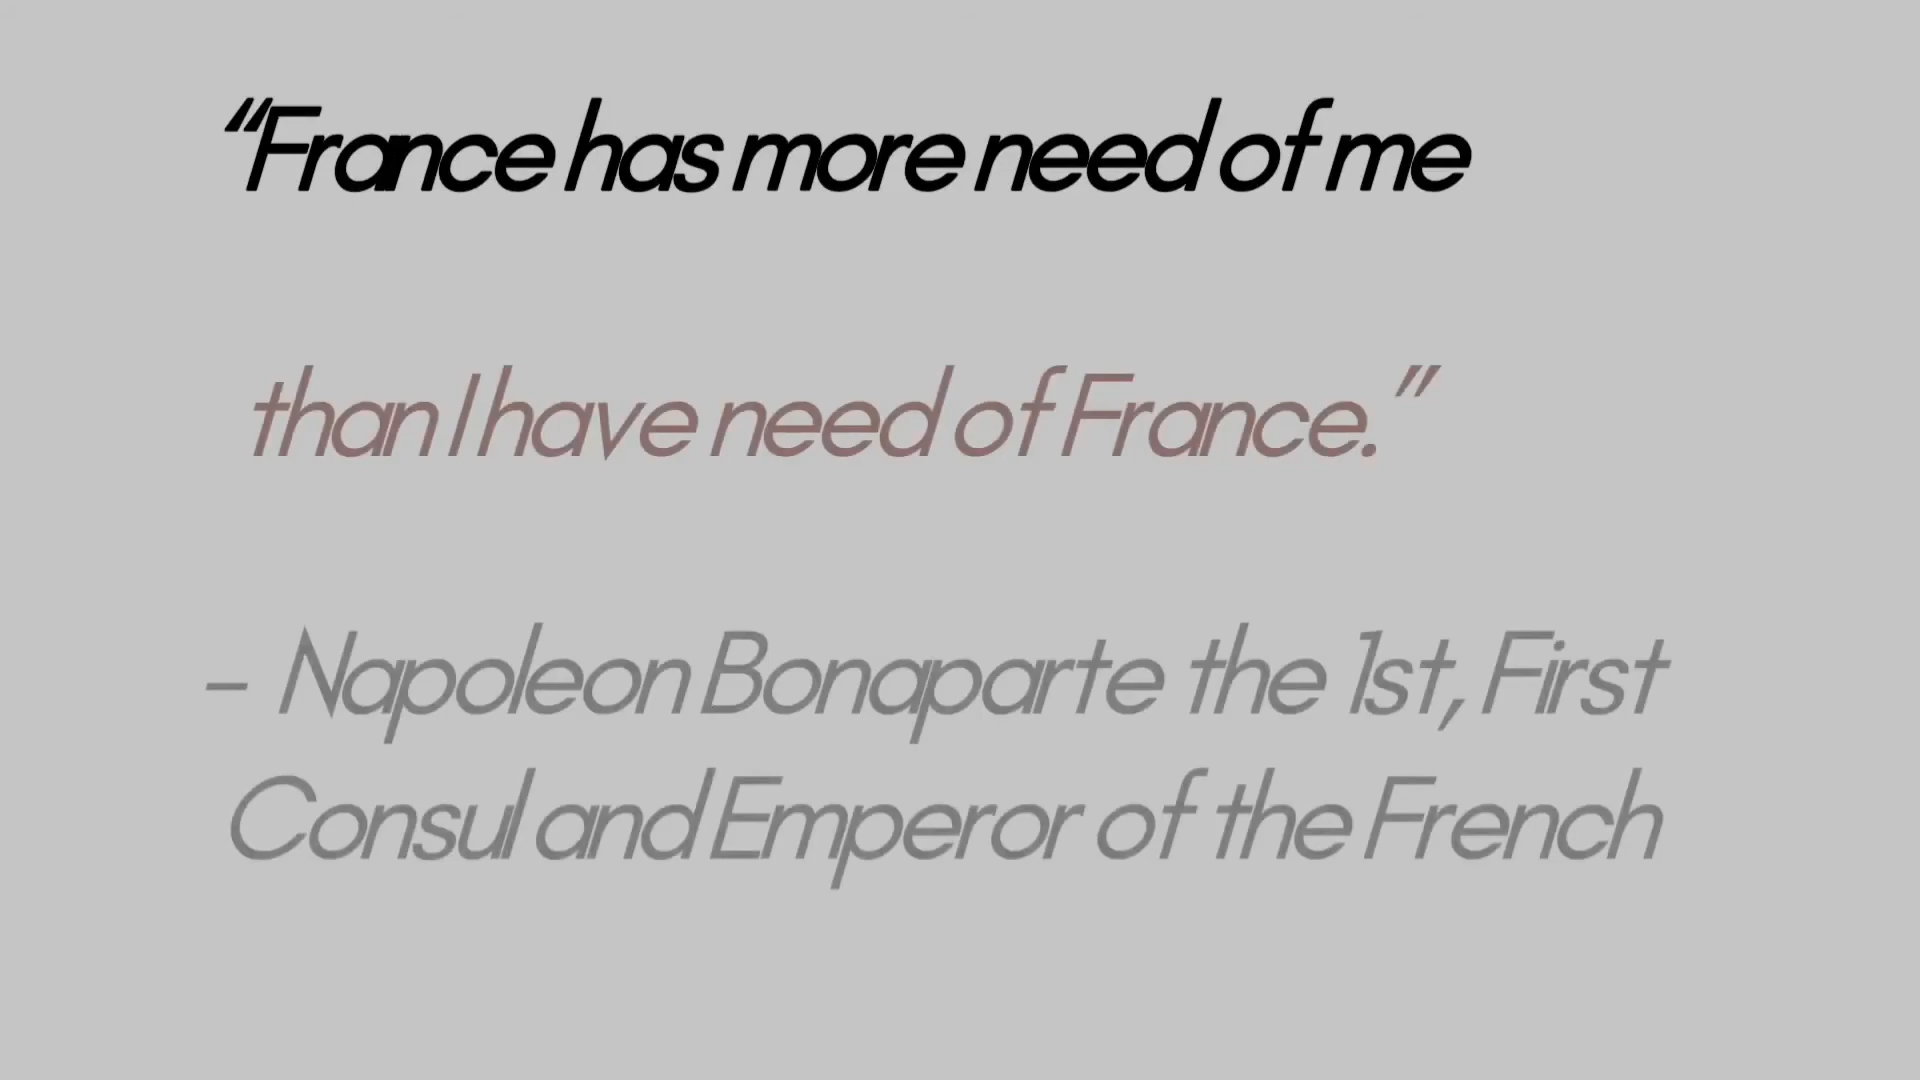 “France has more need of me
than I have need of France.”
- Napoleon Bonaparte the 1st, First
Consul and Emperor of the French